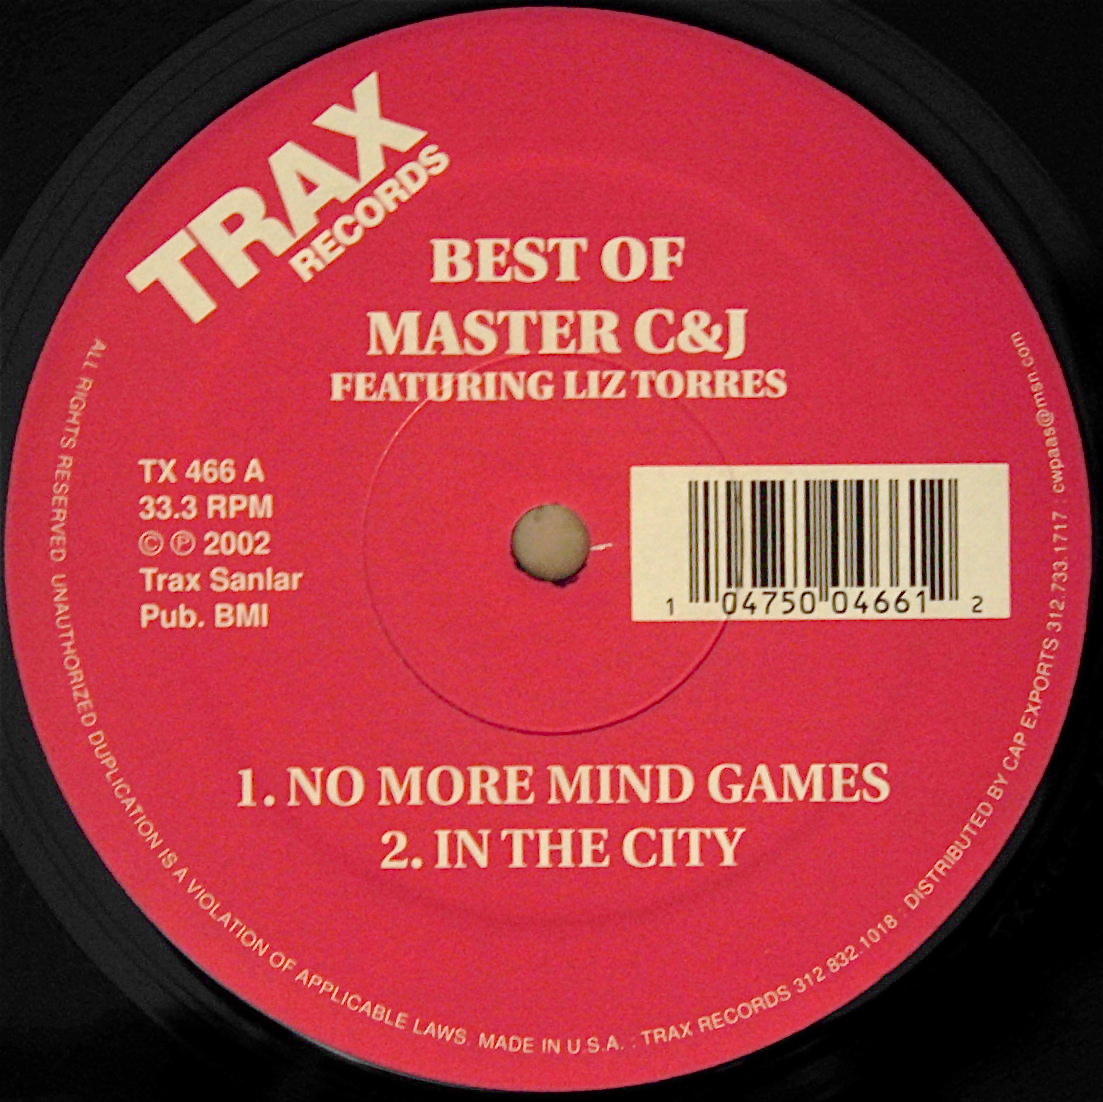 TRAX
RECORDS
BEST OF
MASTER C&J
FEATURING LIZ TORRES
TX 466 A
33.3 RPM
© ℗ 2002
Trax Sanlar
Pub. BMI
1 04750 04661 2
1. NO MORE MIND GAMES
2. IN THE CITY
ALL RIGHTS RESERVED UNAUTHORIZED DUPLICATION IS A VIOLATION OF APPLICABLE LAWS. MADE IN U.S.A. : TRAX RECORDS 312 832.1018 : DISTRIBUTED BY CAP EXPORTS 312.733.1717 : cwpaas@msn.com